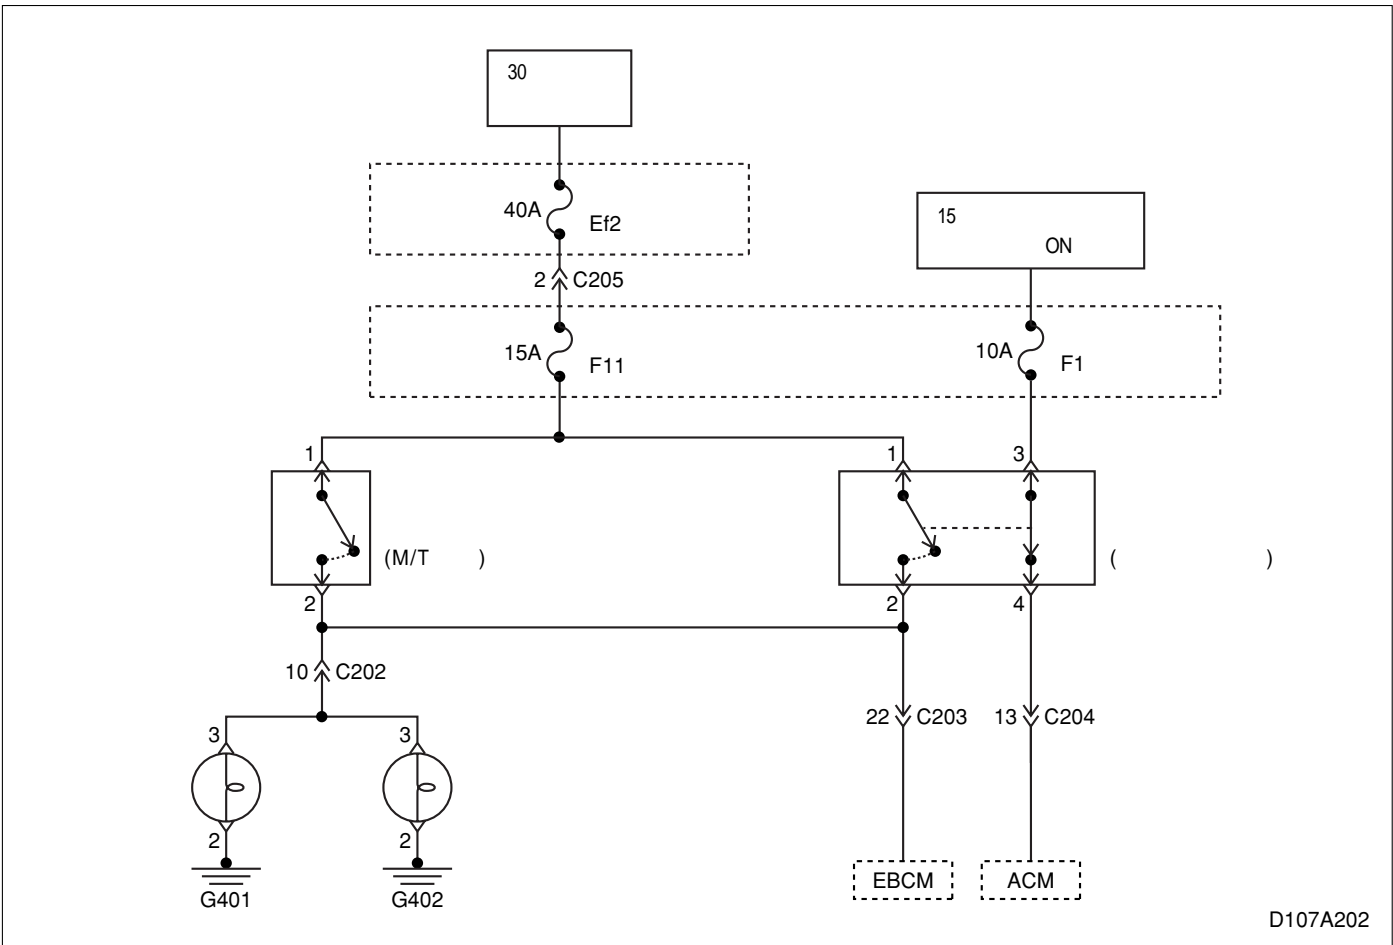 30
40A Ef2
15
ON
2 C205
15A F11
10A F1
1 1 3
(M/T )
( )
2 2 4
10 C202
22 C203 13 C204
3 3
2 2
G401 G402
EBCM ACM
D107A202